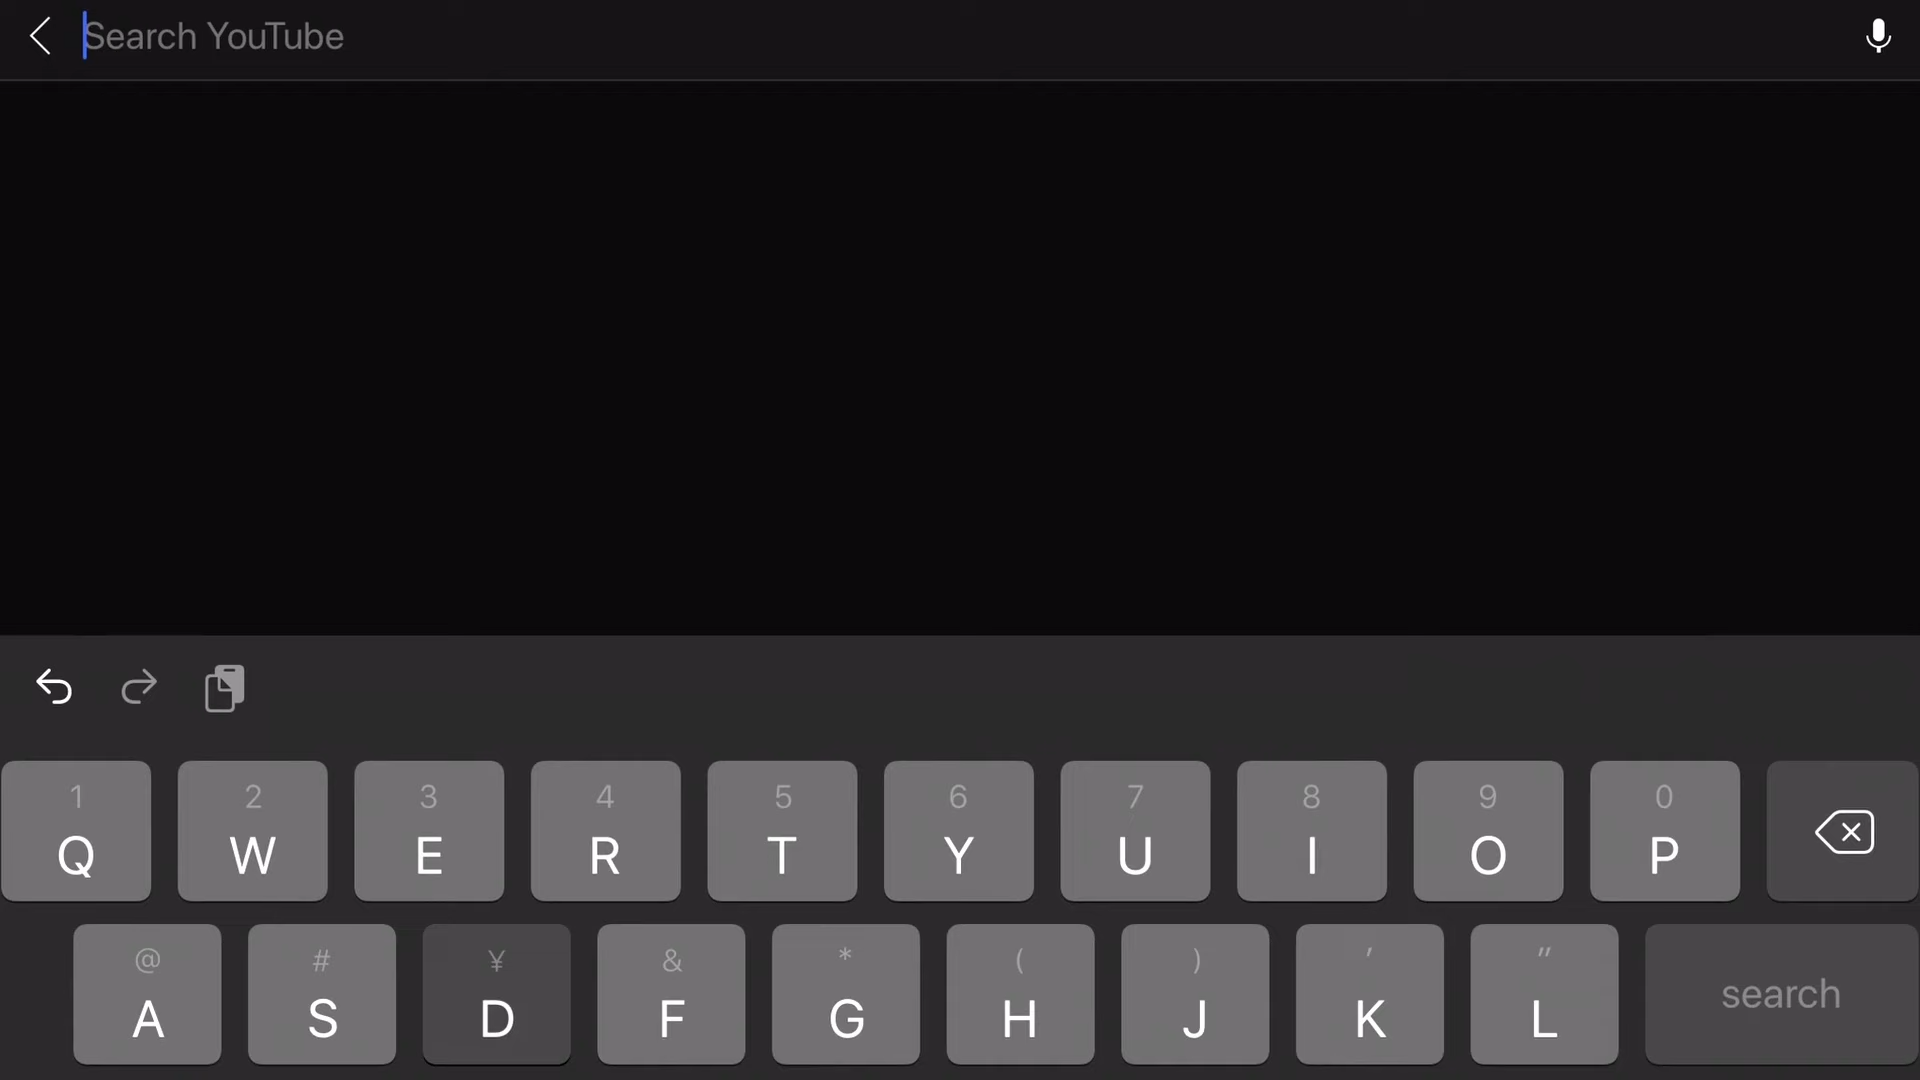 Search YouTube
1 2 3 4 5 6 7 8 9 0
Q W E R T Y U I O P
@ # ¥ & * ( ) ' "
A S D F G H J K L search